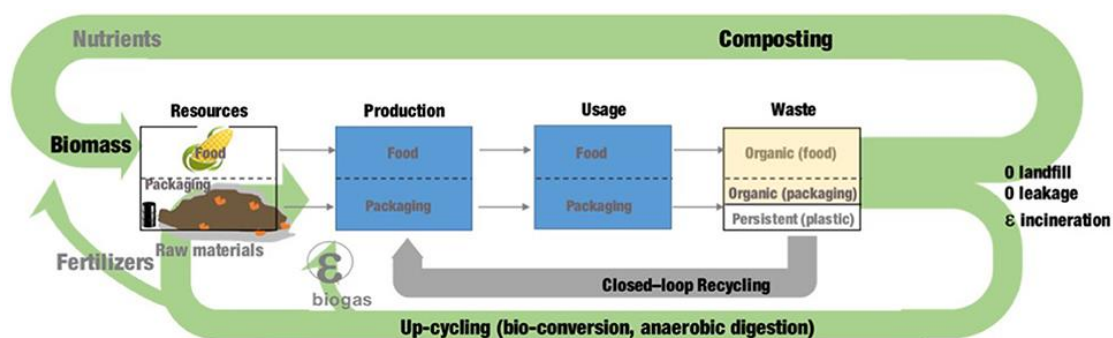 Nutrients
Composting
Resources
Production
Usage
Waste
Biomass
Food
Food
Food
Organic (food)
Packaging
0 landfill
0 leakage
Organic (packaging)
Packaging
Packaging
Persistent (plastic)
ε incineration
Raw materials
Fertilizers
ε
biogas
Closed–loop Recycling
Up-cycling (bio-conversion, anaerobic digestion)